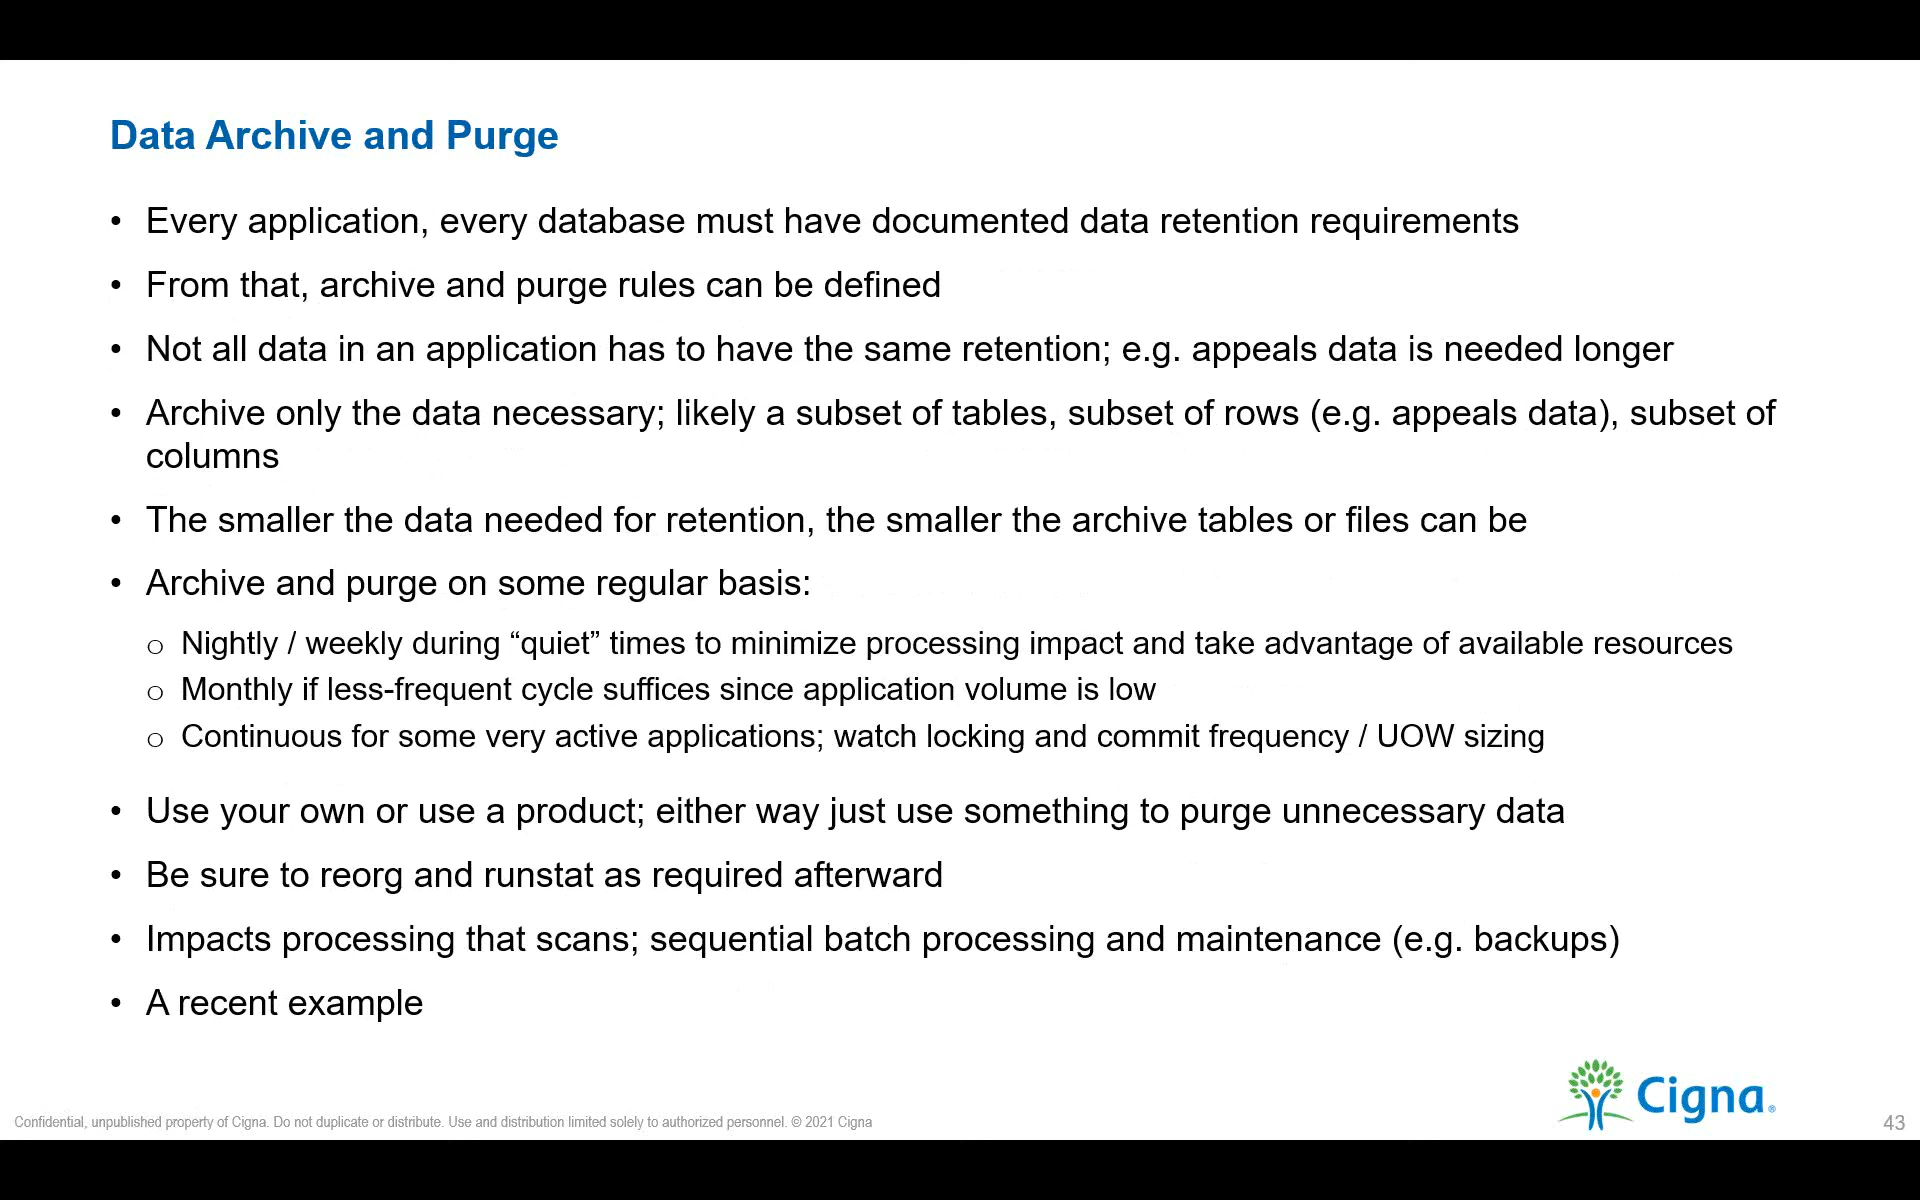 Data Archive and Purge
• Every application, every database must have documented data retention requirements
• From that, archive and purge rules can be defined
• Not all data in an application has to have the same retention; e.g. appeals data is needed longer
• Archive only the data necessary; likely a subset of tables, subset of rows (e.g. appeals data), subset of
columns
• The smaller the data needed for retention, the smaller the archive tables or files can be
• Archive and purge on some regular basis:
o Nightly / weekly during “quiet” times to minimize processing impact and take advantage of available resources
o Monthly if less-frequent cycle suffices since application volume is low
o Continuous for some very active applications; watch locking and commit frequency / UOW sizing
• Use your own or use a product; either way just use something to purge unnecessary data
• Be sure to reorg and runstat as required afterward
• Impacts processing that scans; sequential batch processing and maintenance (e.g. backups)
• A recent example
Cigna®
Confidential, unpublished property of Cigna. Do not duplicate or distribute. Use and distribution limited solely to authorized personnel. © 2021 Cigna
43